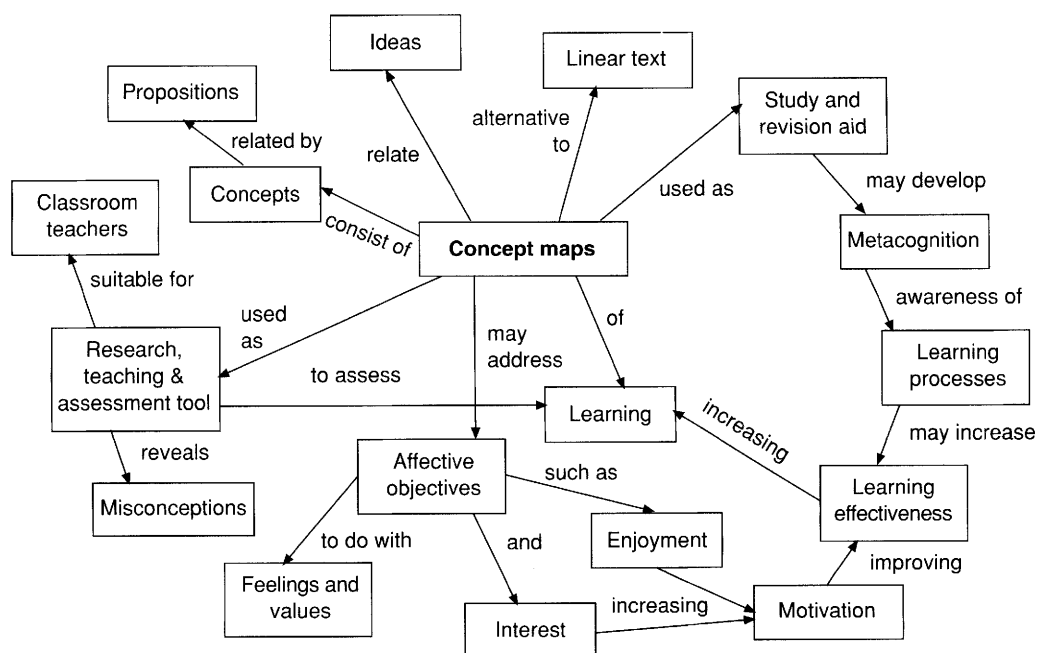 Ideas
Linear text
Propositions
Study and
revision aid
alternative
to
related by
relate
used as
Concepts
may develop
Classroom
teachers
consist of
Concept maps
Metacognition
suitable for
used
as
of
awareness of
may
address
Research,
teaching &
assessment tool
to assess
Learning
processes
Learning
increasing
may increase
reveals
Affective
objectives
such as
Misconceptions
Learning
effectiveness
to do with
and
Enjoyment
improving
Feelings and
values
increasing
Motivation
Interest